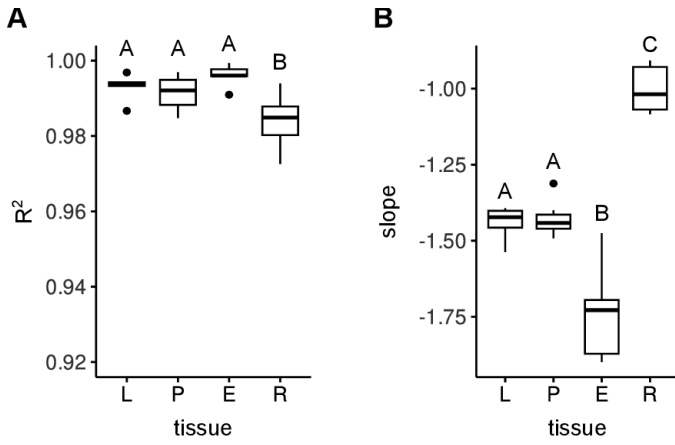 A
B
A A A B
1.00
0.98
0.96
0.94
0.92
R²
L P E R
tissue
C
A A B
-1.00
-1.25
-1.50
-1.75
slope
L P E R
tissue